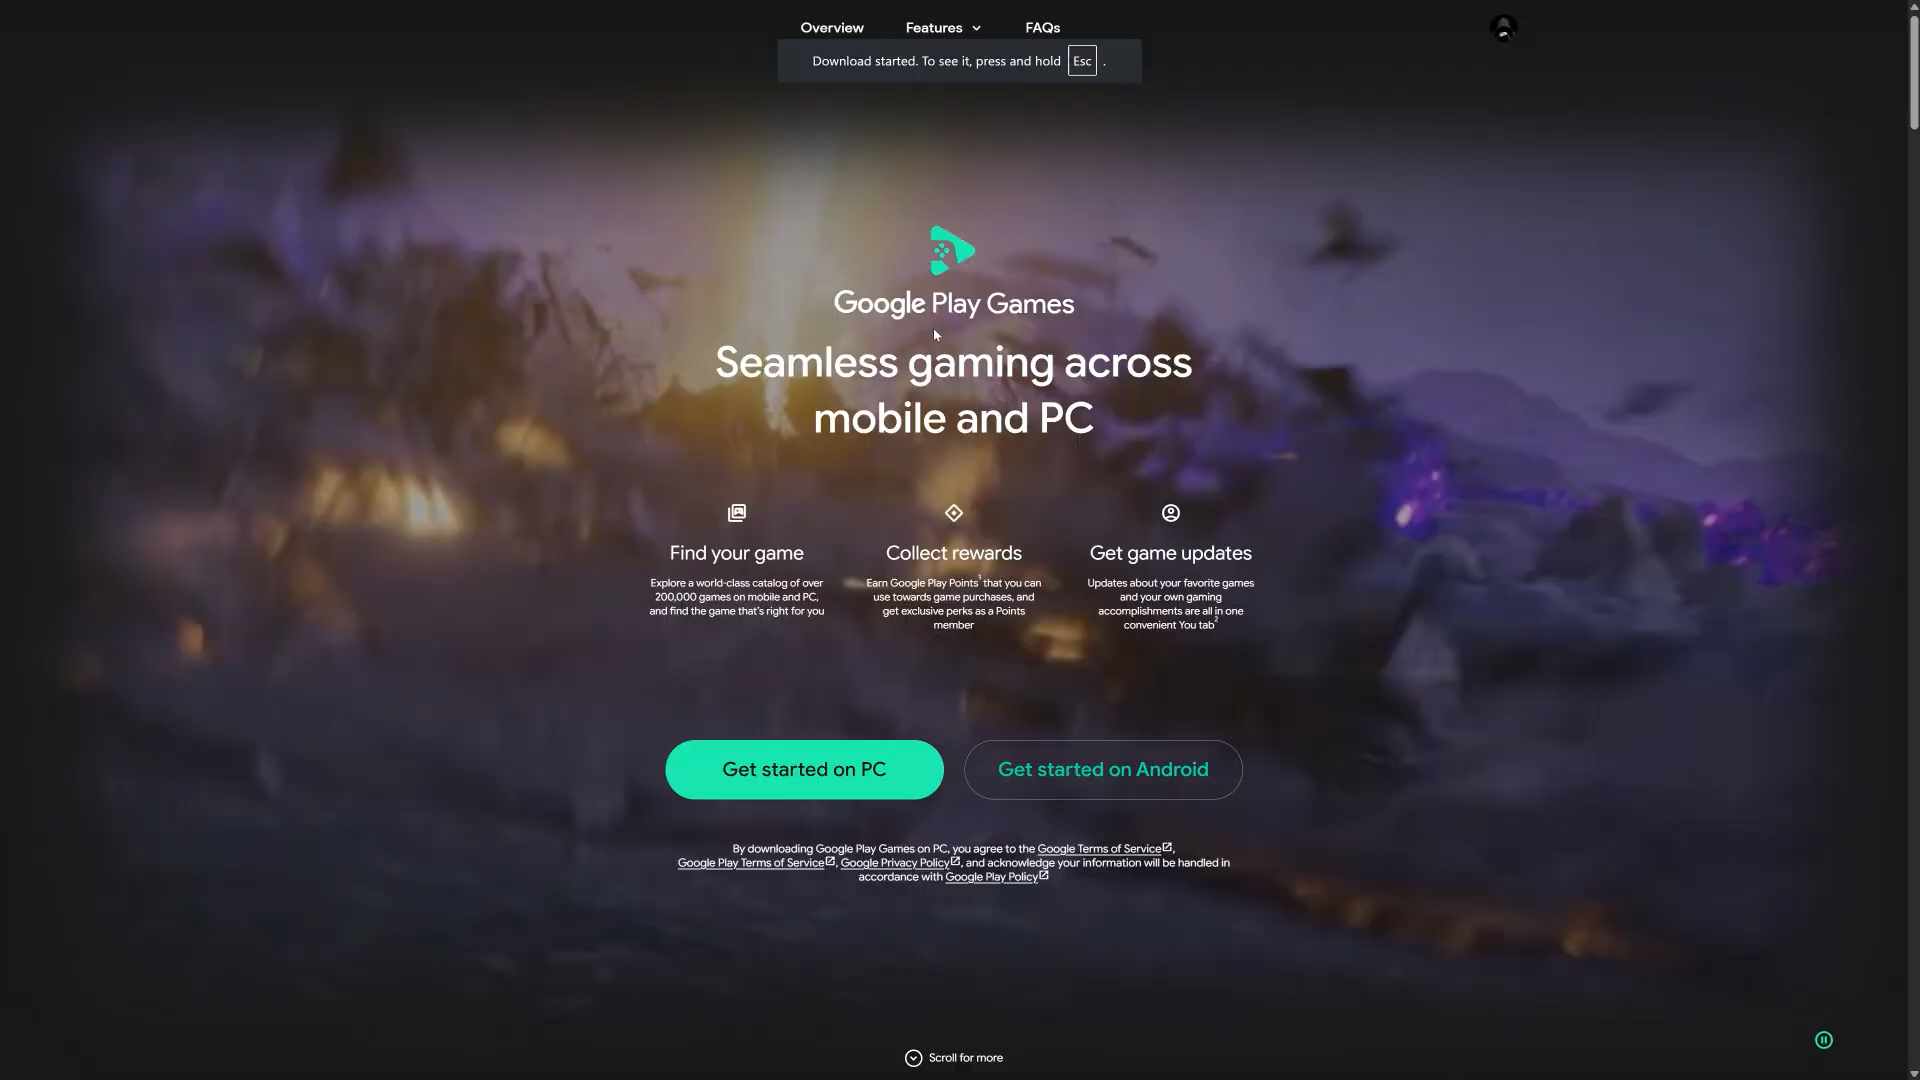 Overview Features FAQs
Download started. To see it, press and hold Esc .
Google Play Games
Seamless gaming across
mobile and PC
Find your game
Explore a world-class catalog of over
200,000 games on mobile and PC,
and find the game that's right for you
Collect rewards
Earn Google Play Points¹ that you can
use towards game purchases, and
get exclusive perks as a Points
member
Get game updates
Updates about your favorite games
and your own gaming
accomplishments are all in one
convenient You tab²
Get started on PC
Get started on Android
By downloading Google Play Games on PC, you agree to the Google Terms of Service,
Google Play Terms of Service, Google Privacy Policy, and acknowledge your information will be handled in
accordance with Google Play Policy
Scroll for more